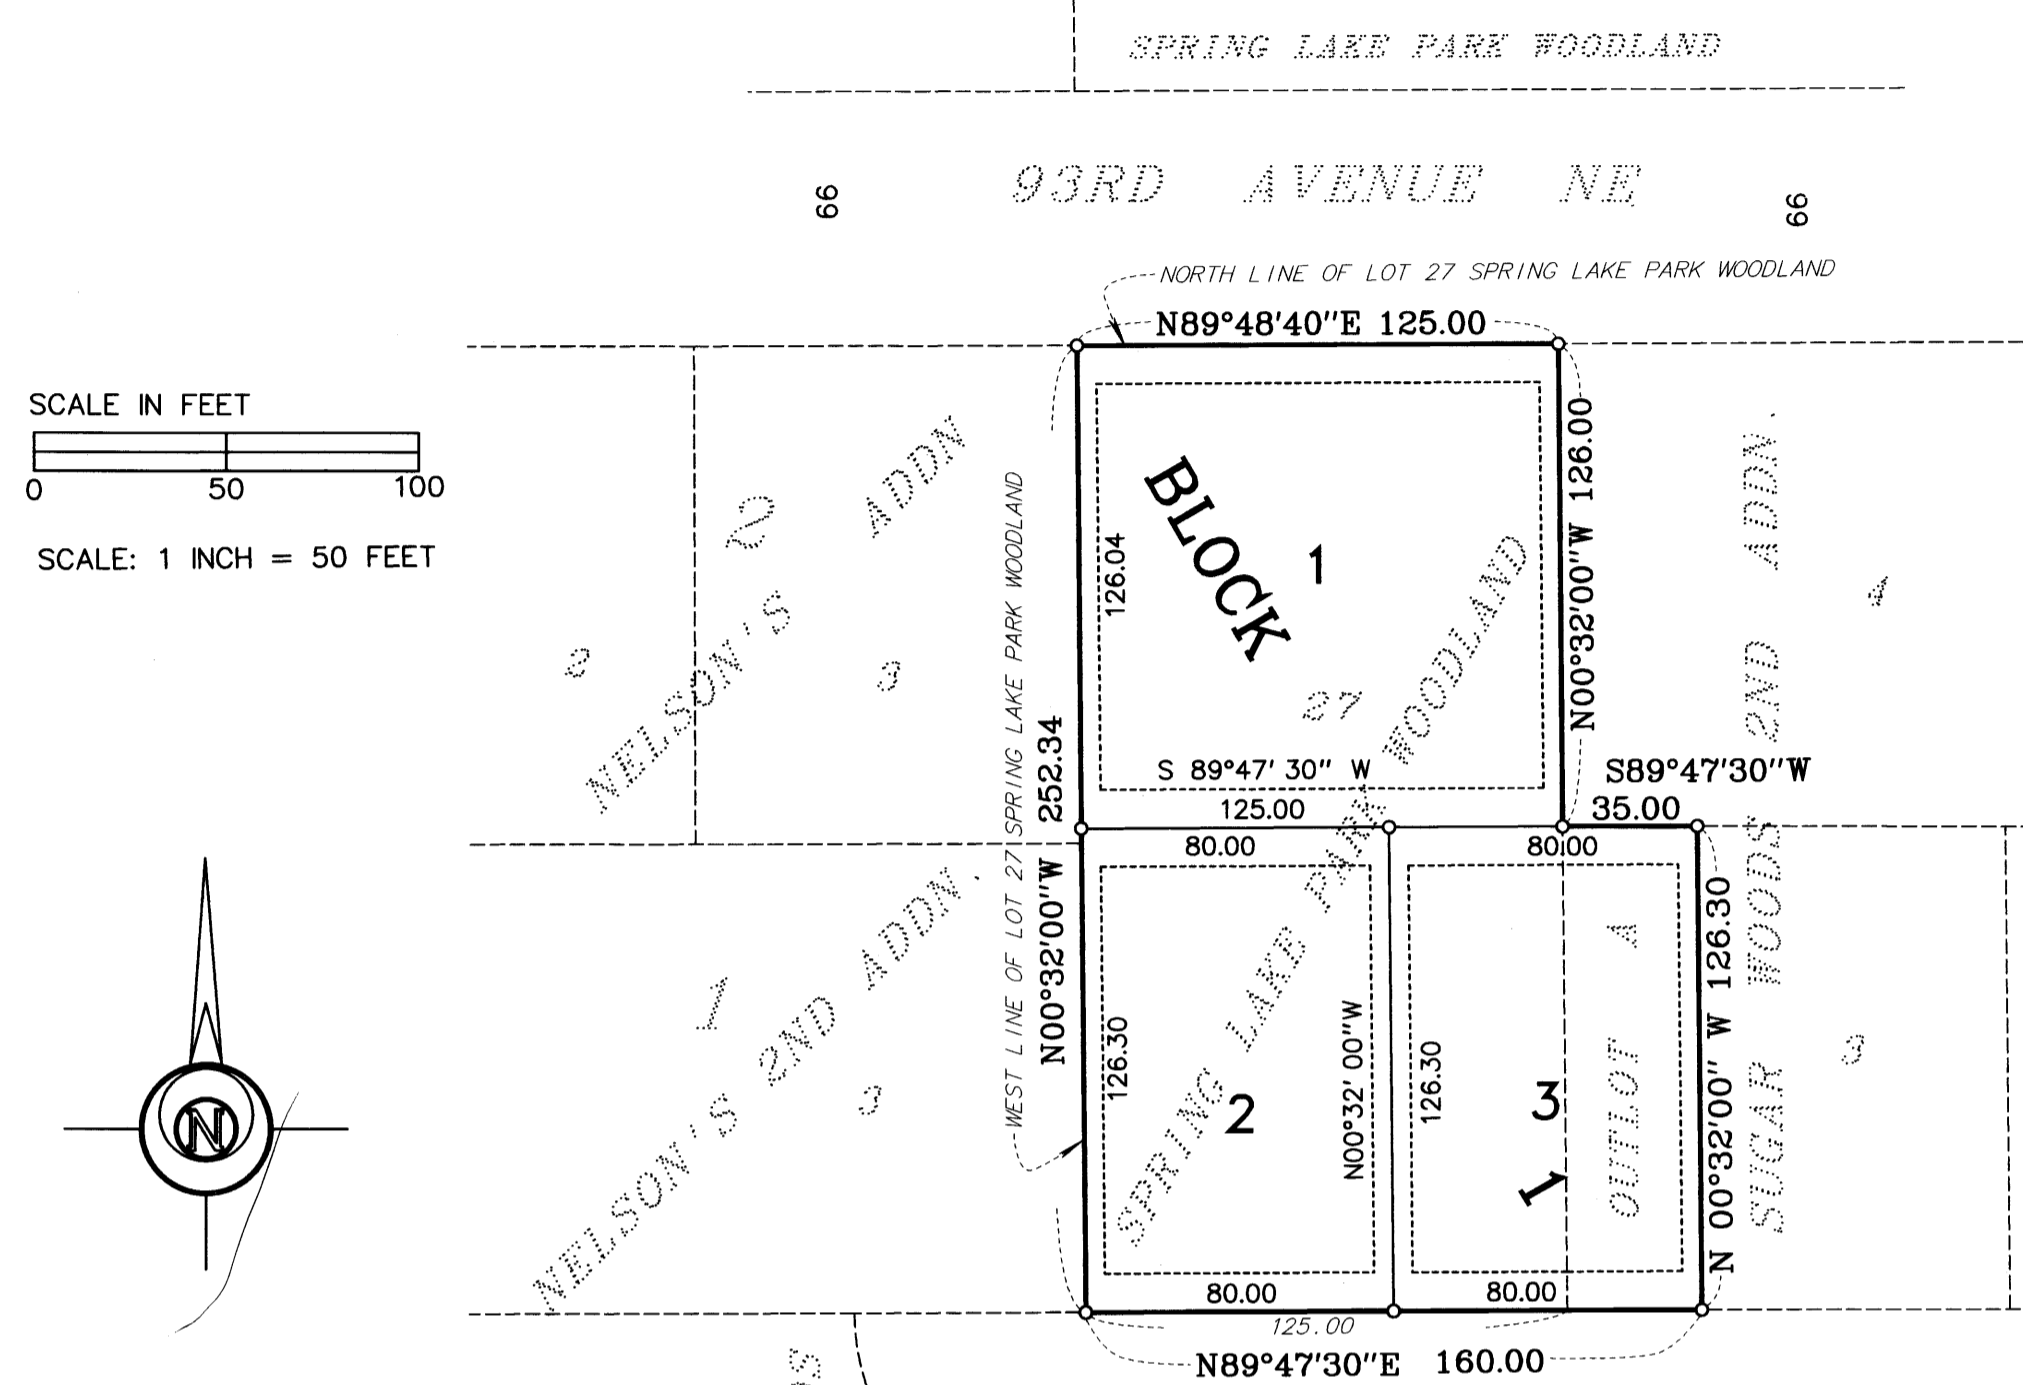 SPRING LAKE PARK WOODLAND
93RD AVENUE NE
66
66
NORTH LINE OF LOT 27 SPRING LAKE PARK WOODLAND
N89°48'40"E 125.00
SCALE IN FEET
0 50 100
SCALE: 1 INCH = 50 FEET
2
NELSON'S ADDN
3
3
WEST LINE OF LOT 27 SPRING LAKE PARK WOODLAND
N00°32'00"W 252.34
126.04
BLOCK
1
27
SPRING LAKE PARK WOODLAND
N00°32'00"W 126.00
S 89°47' 30" W
125.00
S89°47'30"W
35.00
SUGAR WOODS 2ND ADDN.
4
3
80.00
80.00
1
NELSON'S 2ND ADDN.
3
126.30
2
N00°32' 00"W
126.30
3
1
OUTLOT A
N 00°32'00" W 126.30
80.00
80.00
125.00
N89°47'30"E 160.00
N